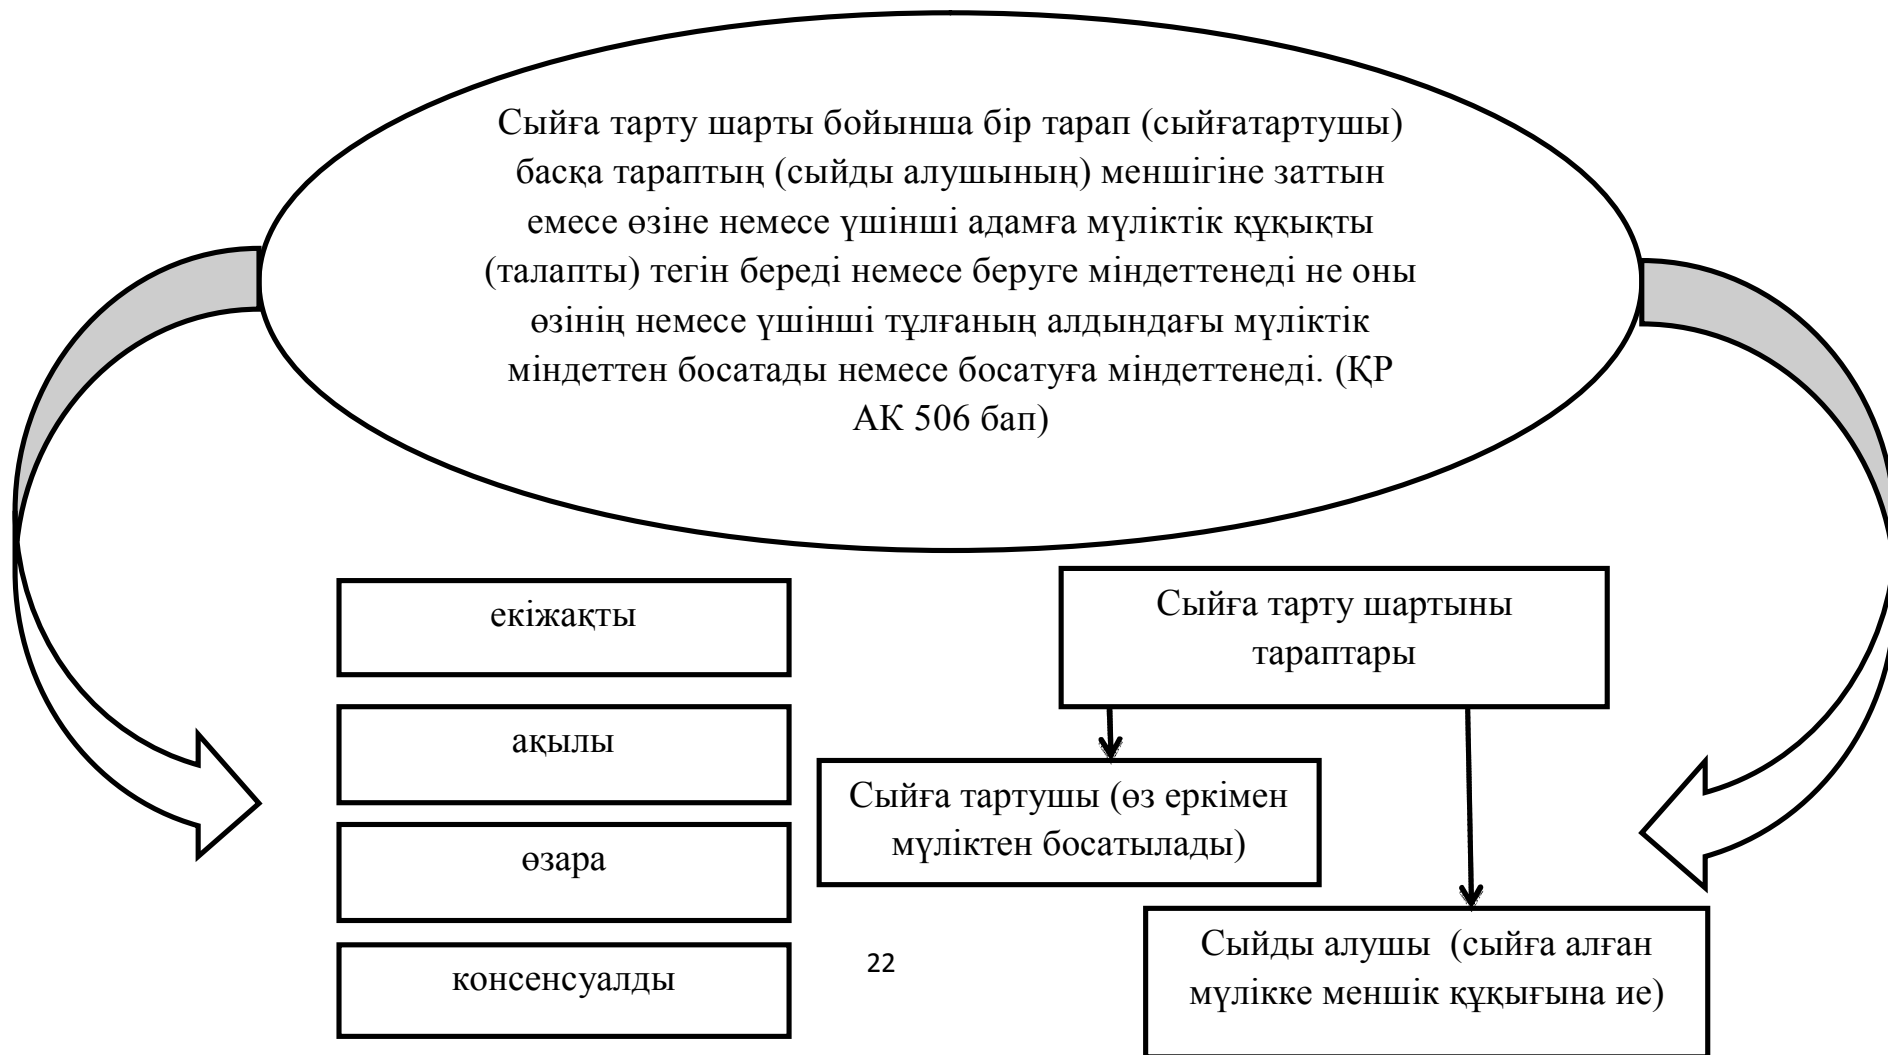 Сыйға тарту шарты бойынша бір тарап (сыйғатартушы)
басқа тараптың (сыйды алушының) меншігіне заттын
емесе өзіне немесе үшінші адамға мүліктік құқықты
(талапты) тегін береді немесе беруге міндеттенеді не оны
өзінің немесе үшінші тұлғаның алдындағы мүліктік
міндеттен босатады немесе босатуға міндеттенеді. (ҚР
АК 506 бап)
екіжақты
ақылы
өзара
консенсуалды
Сыйға тарту шартыны
тараптары
Сыйға тартушы (өз еркімен
мүліктен босатылады)
Сыйды алушы (сыйға алған
мүлікке меншік құқығына ие)
22